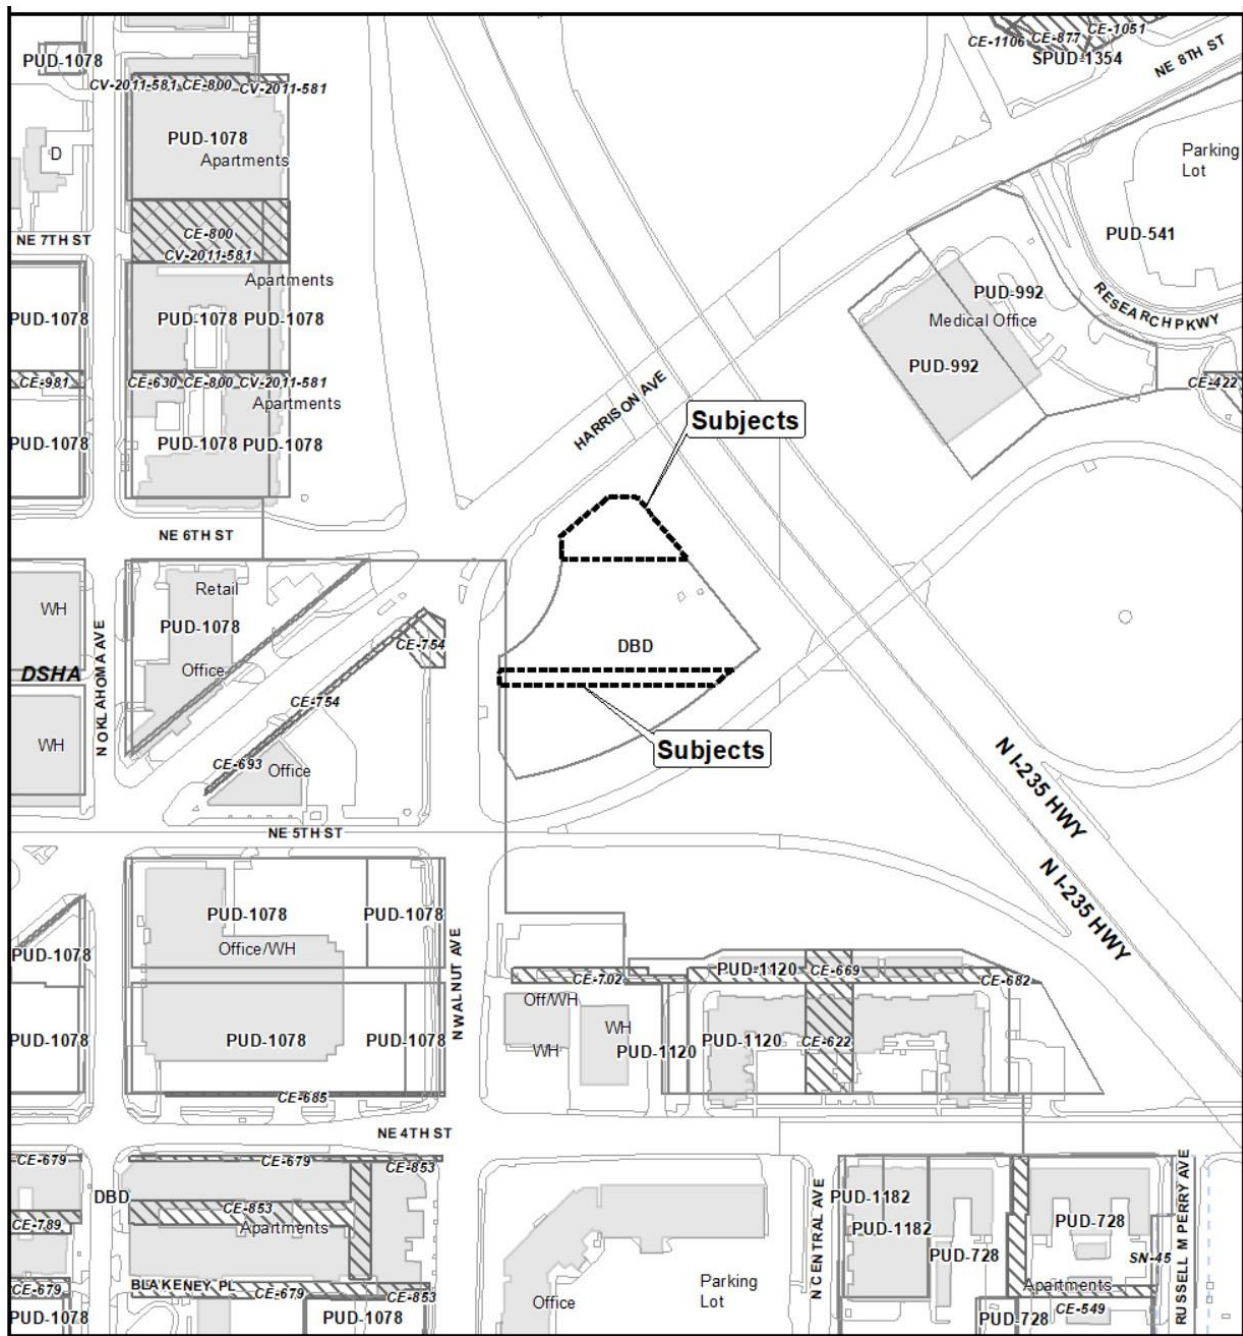 CE-1106
CE-877
CE-1051
SPUD-1354
NE 8TH ST
PUD-1078
CV-2011-581
CE-800
CV-2011-581
PUD-1078
Apartments
D
Parking
Lot
NE 7TH ST
CE-800
CV-2011-581
PUD-541
Apartments
PUD-1078
PUD-1078
PUD-1078
PUD-992
Medical Office
RESEARCH PKWY
PUD-992
CE-981
CE-630
CE-800
CV-2011-581
Apartments
CE-422
HARRISON AVE
Subjects
PUD-1078
PUD-1078
PUD-1078
NE 6TH ST
Retail
WH
PUD-1078
N OKLAHOMA AVE
CE-754
DBD
DSHA
Office
CE-754
WH
Subjects
CE-693
Office
N I-235 HWY
NE 5TH ST
N I-235 HWY
PUD-1078
PUD-1078
Office/WH
PUD-1078
N WALNUT AVE
CE-702
PUD-1120
CE-669
CE-682
Off/WH
WH
PUD-1078
PUD-1078
PUD-1078
WH
PUD-1120
PUD-1120
CE-622
CE-685
NE 4TH ST
CE-679
CE-679
CE-853
DBD
CE-853
CE-789
Apartments
N CENTRAL AVE
PUD-1182
PUD-1182
PUD-728
PUD-728
SN-45
RUSSELL M PERRY AVE
CE-679
BLAKENEY PL
CE-679
CE-853
Parking
Lot
Office
Apartments
CE-549
PUD-1078
PUD-1078
PUD-728